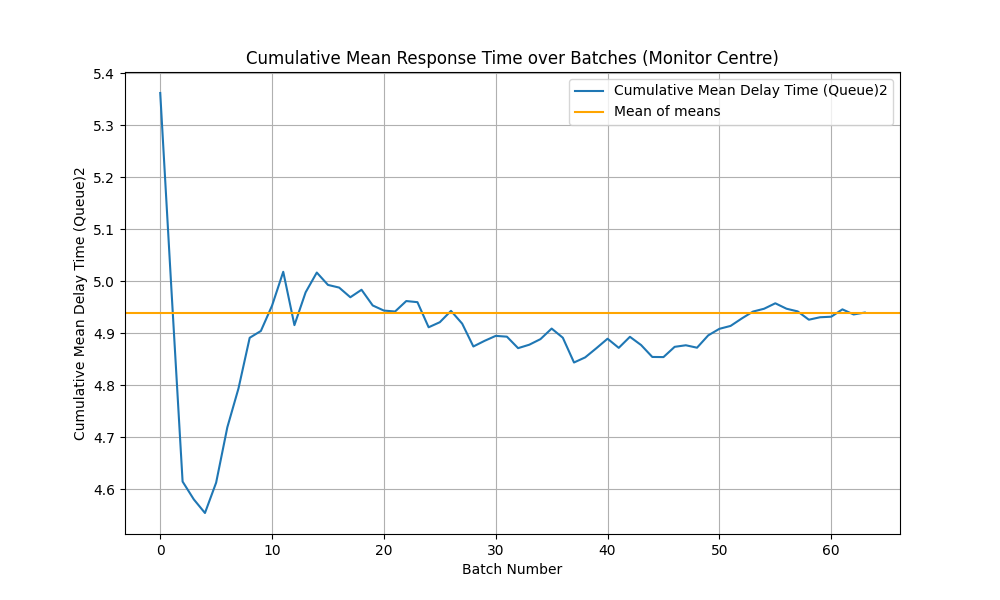 Cumulative Mean Response Time over Batches (Monitor Centre)
Cumulative Mean Delay Time (Queue)2
Mean of means
Cumulative Mean Delay Time (Queue)2
5.4
5.3
5.2
5.1
5.0
4.9
4.8
4.7
4.6
0 10 20 30 40 50 60
Batch Number